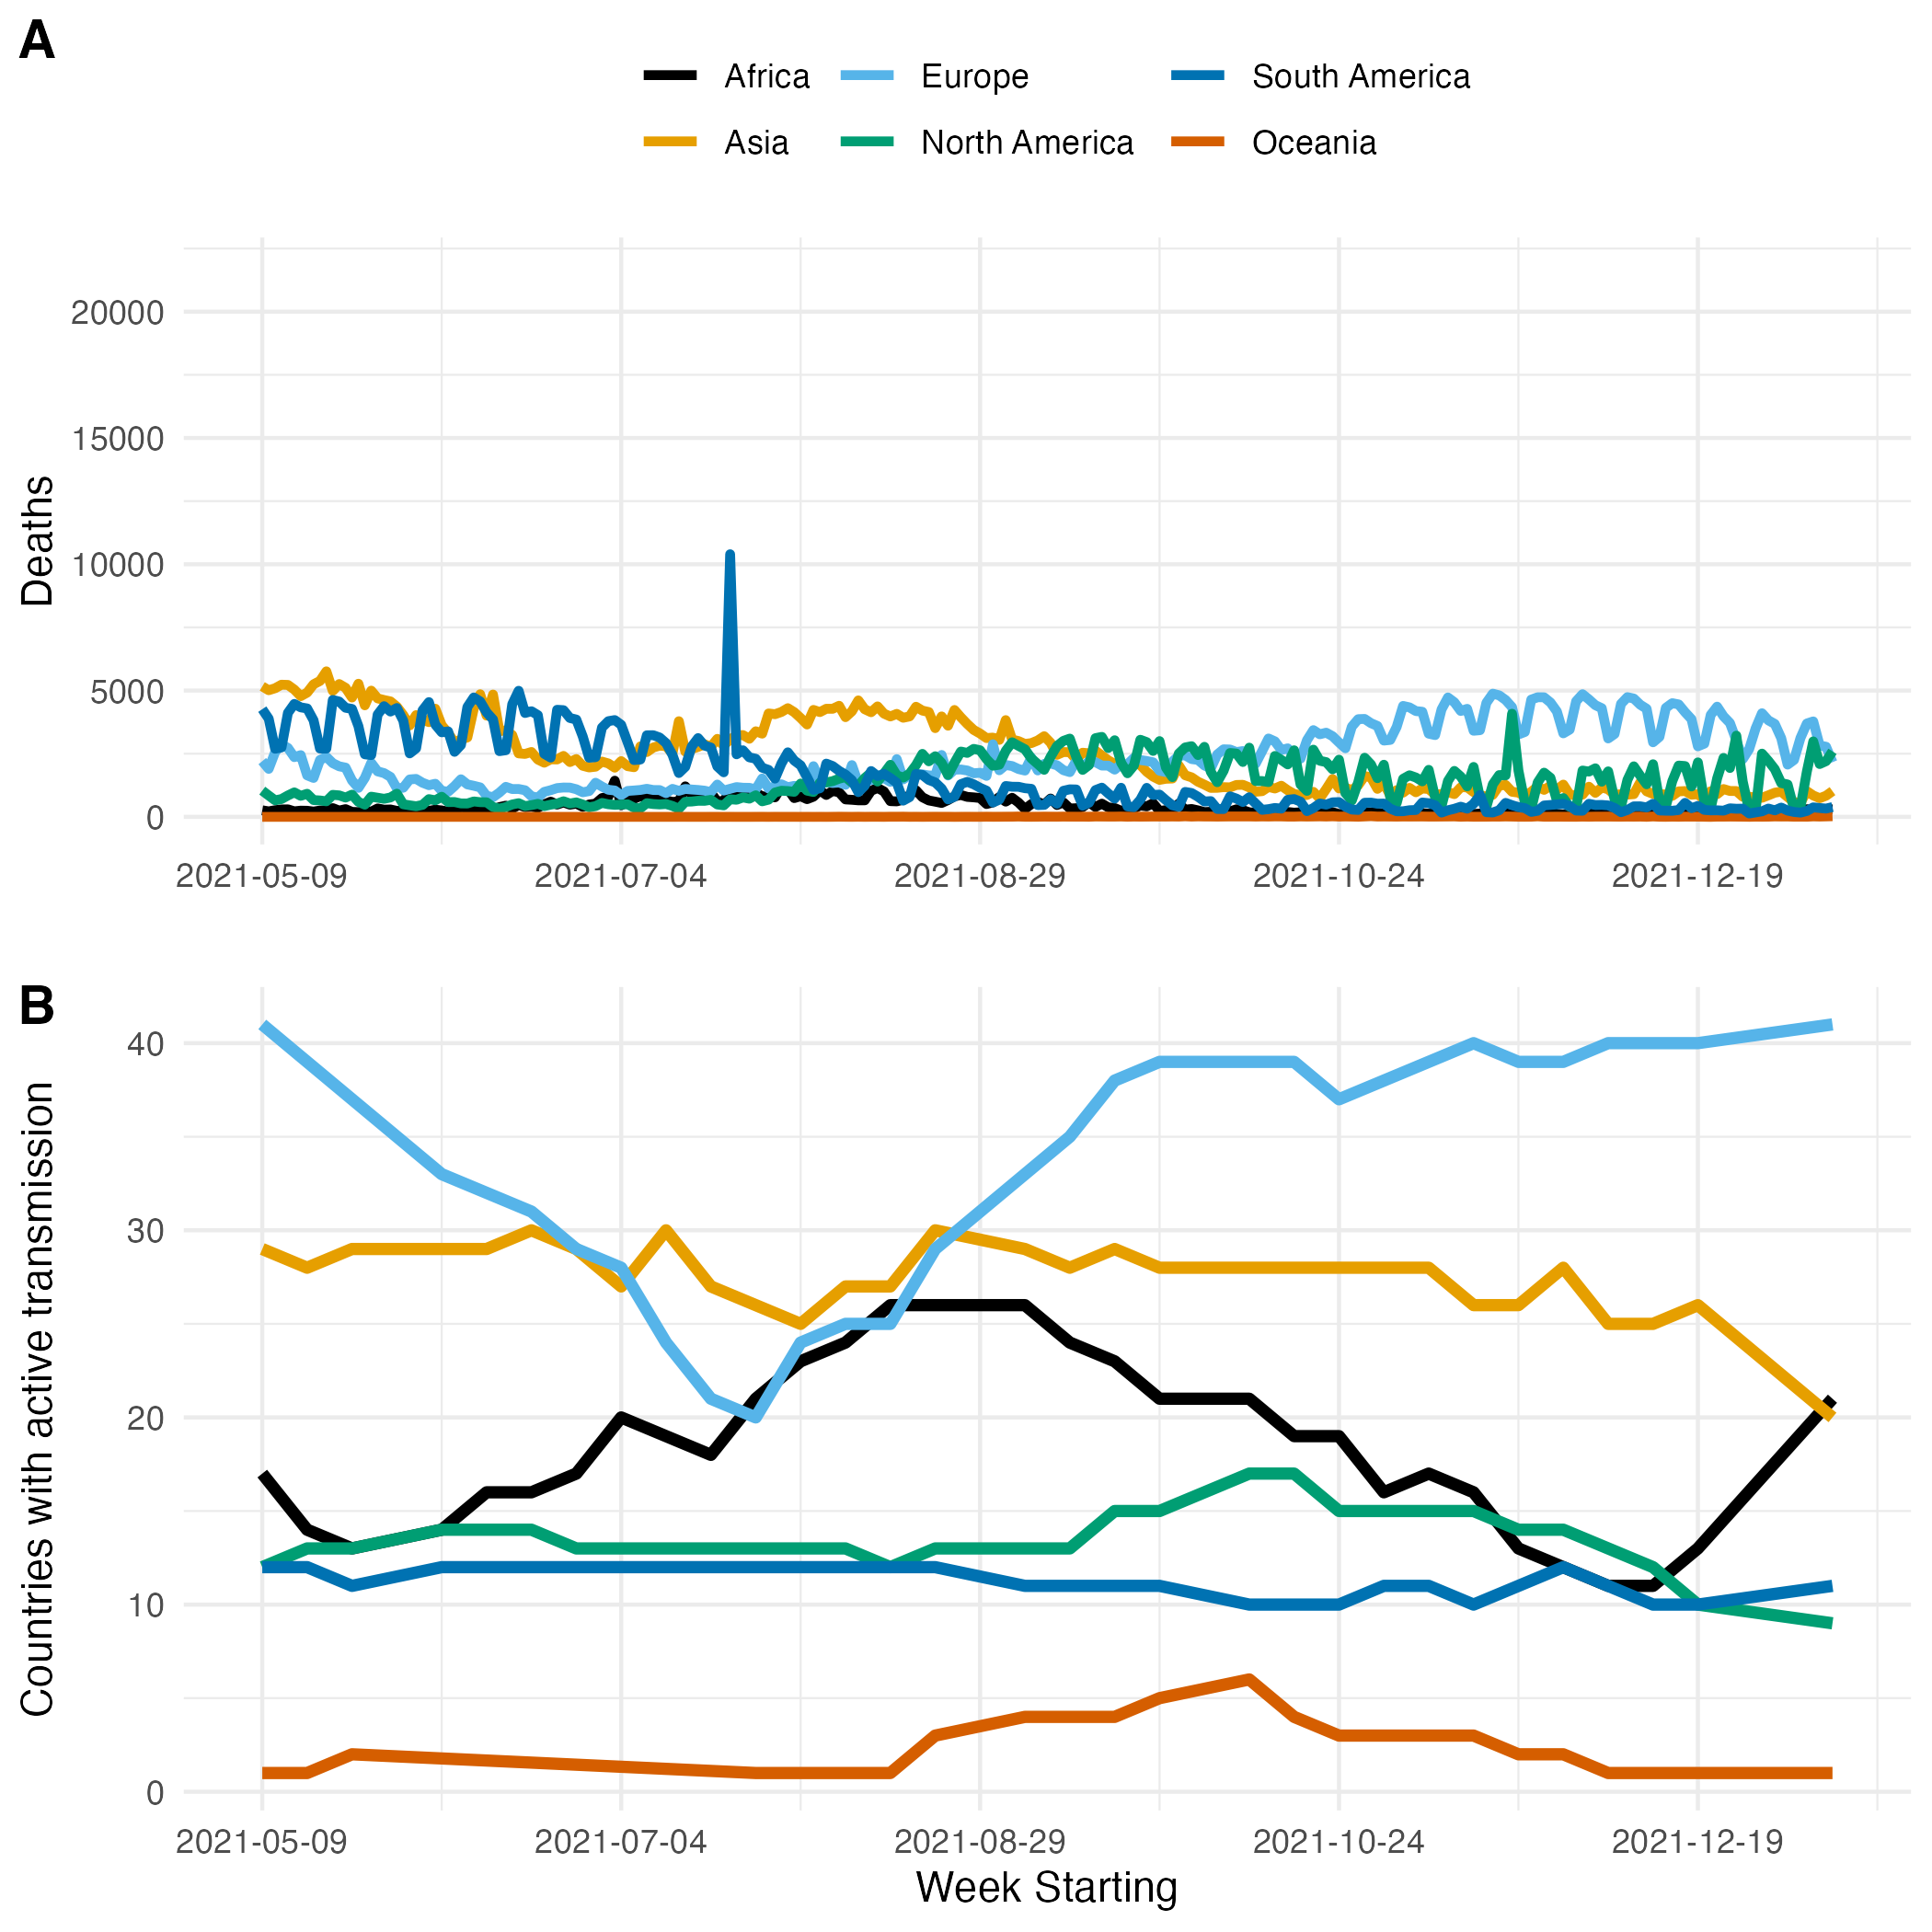 A
Africa Europe South America
Asia North America Oceania
Deaths
20000
15000
10000
5000
0
2021-05-09 2021-07-04 2021-08-29 2021-10-24 2021-12-19
B
Countries with active transmission
40
30
20
10
0
2021-05-09 2021-07-04 2021-08-29 2021-10-24 2021-12-19
Week Starting